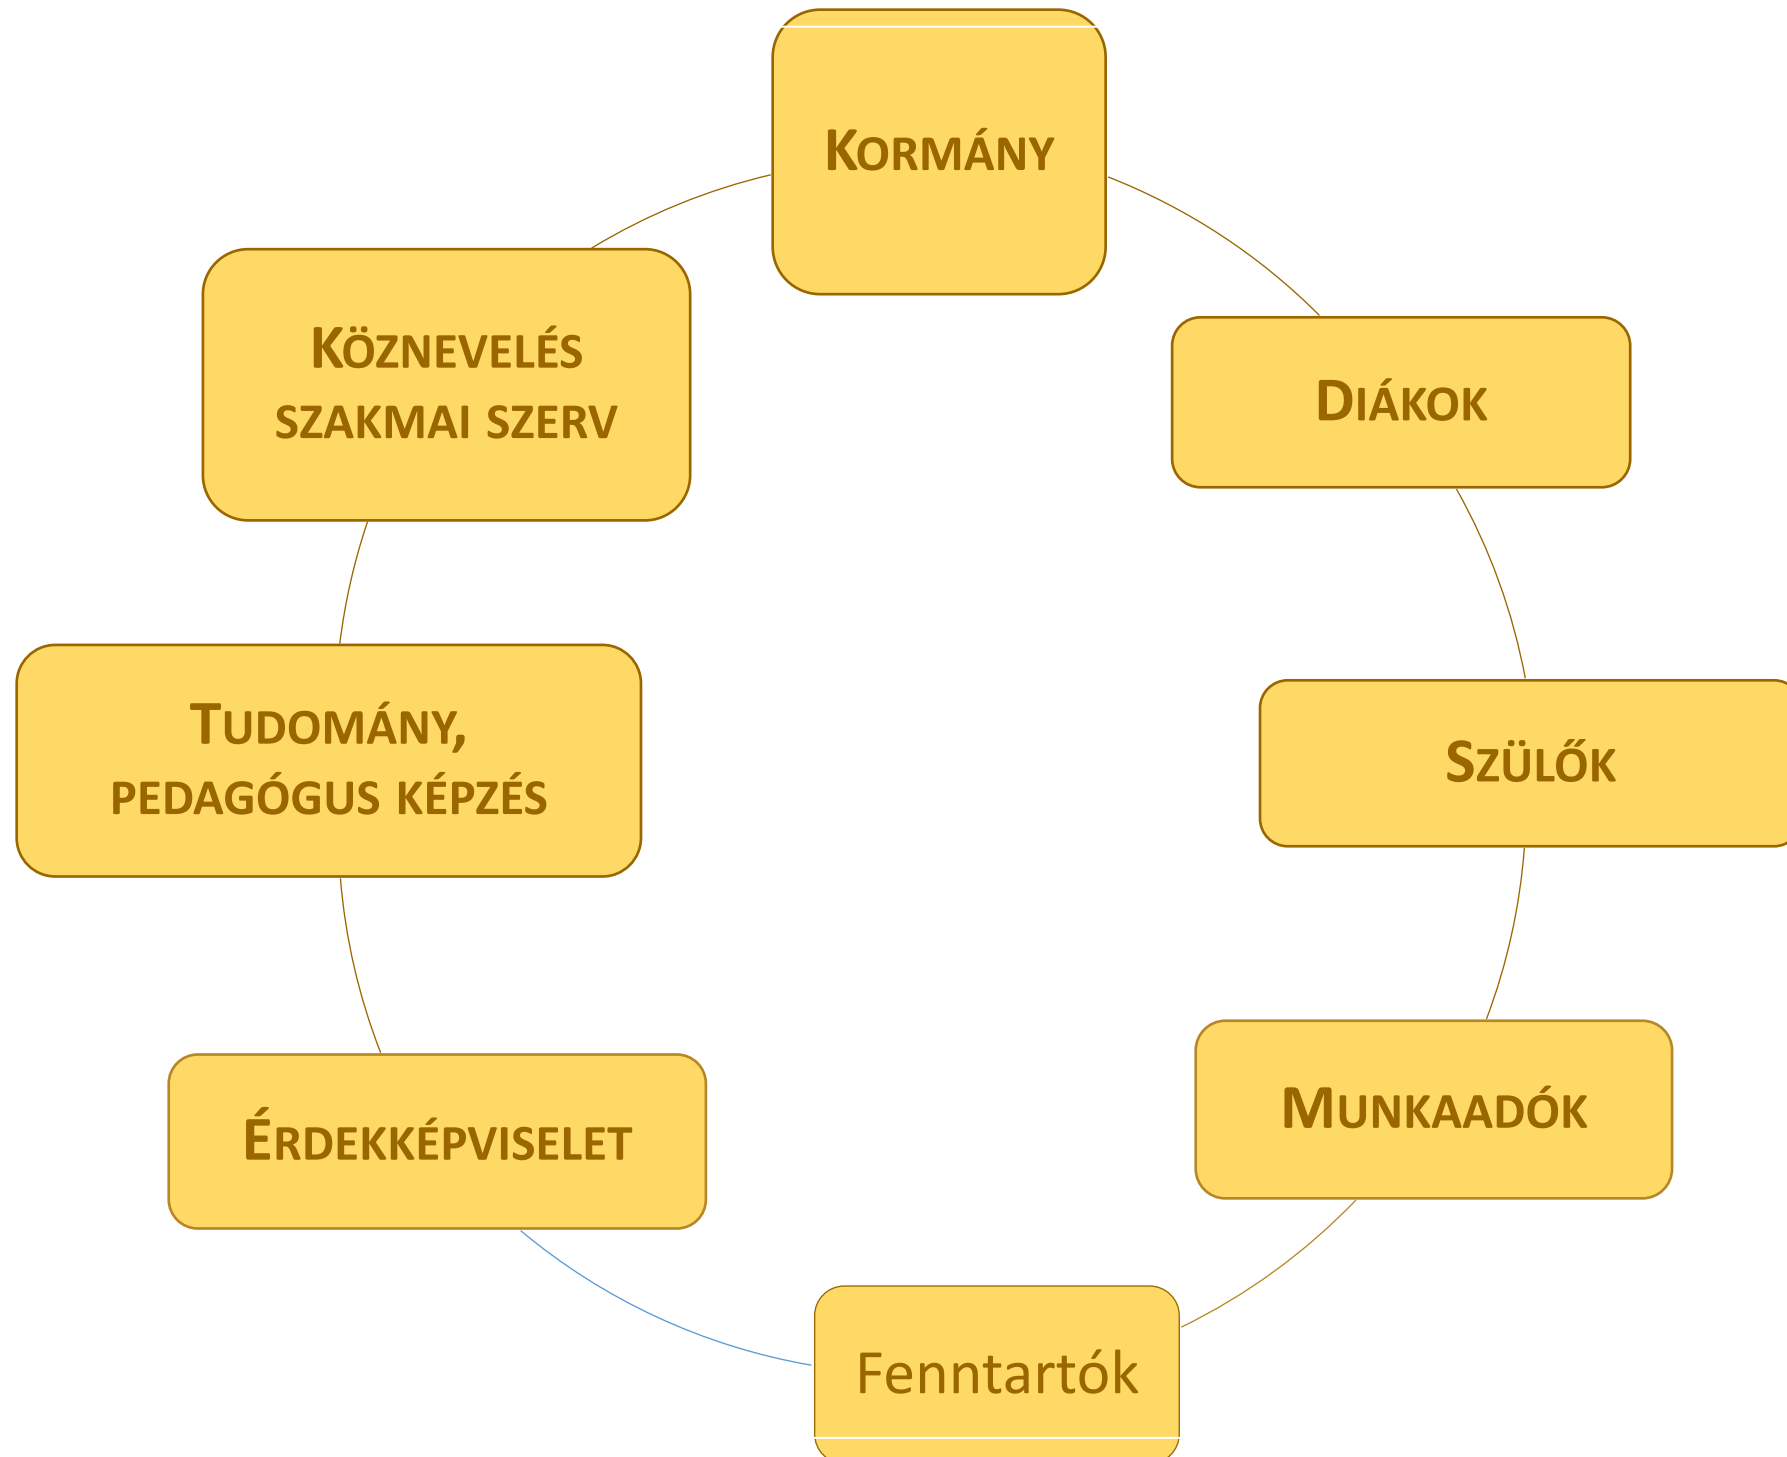 Kormány
Diákok
Szülők
Munkaadók
Fenntartók
Érdekképviselet
Tudomány,
pedagógus képzés
Köznevelés
szakmai szerv